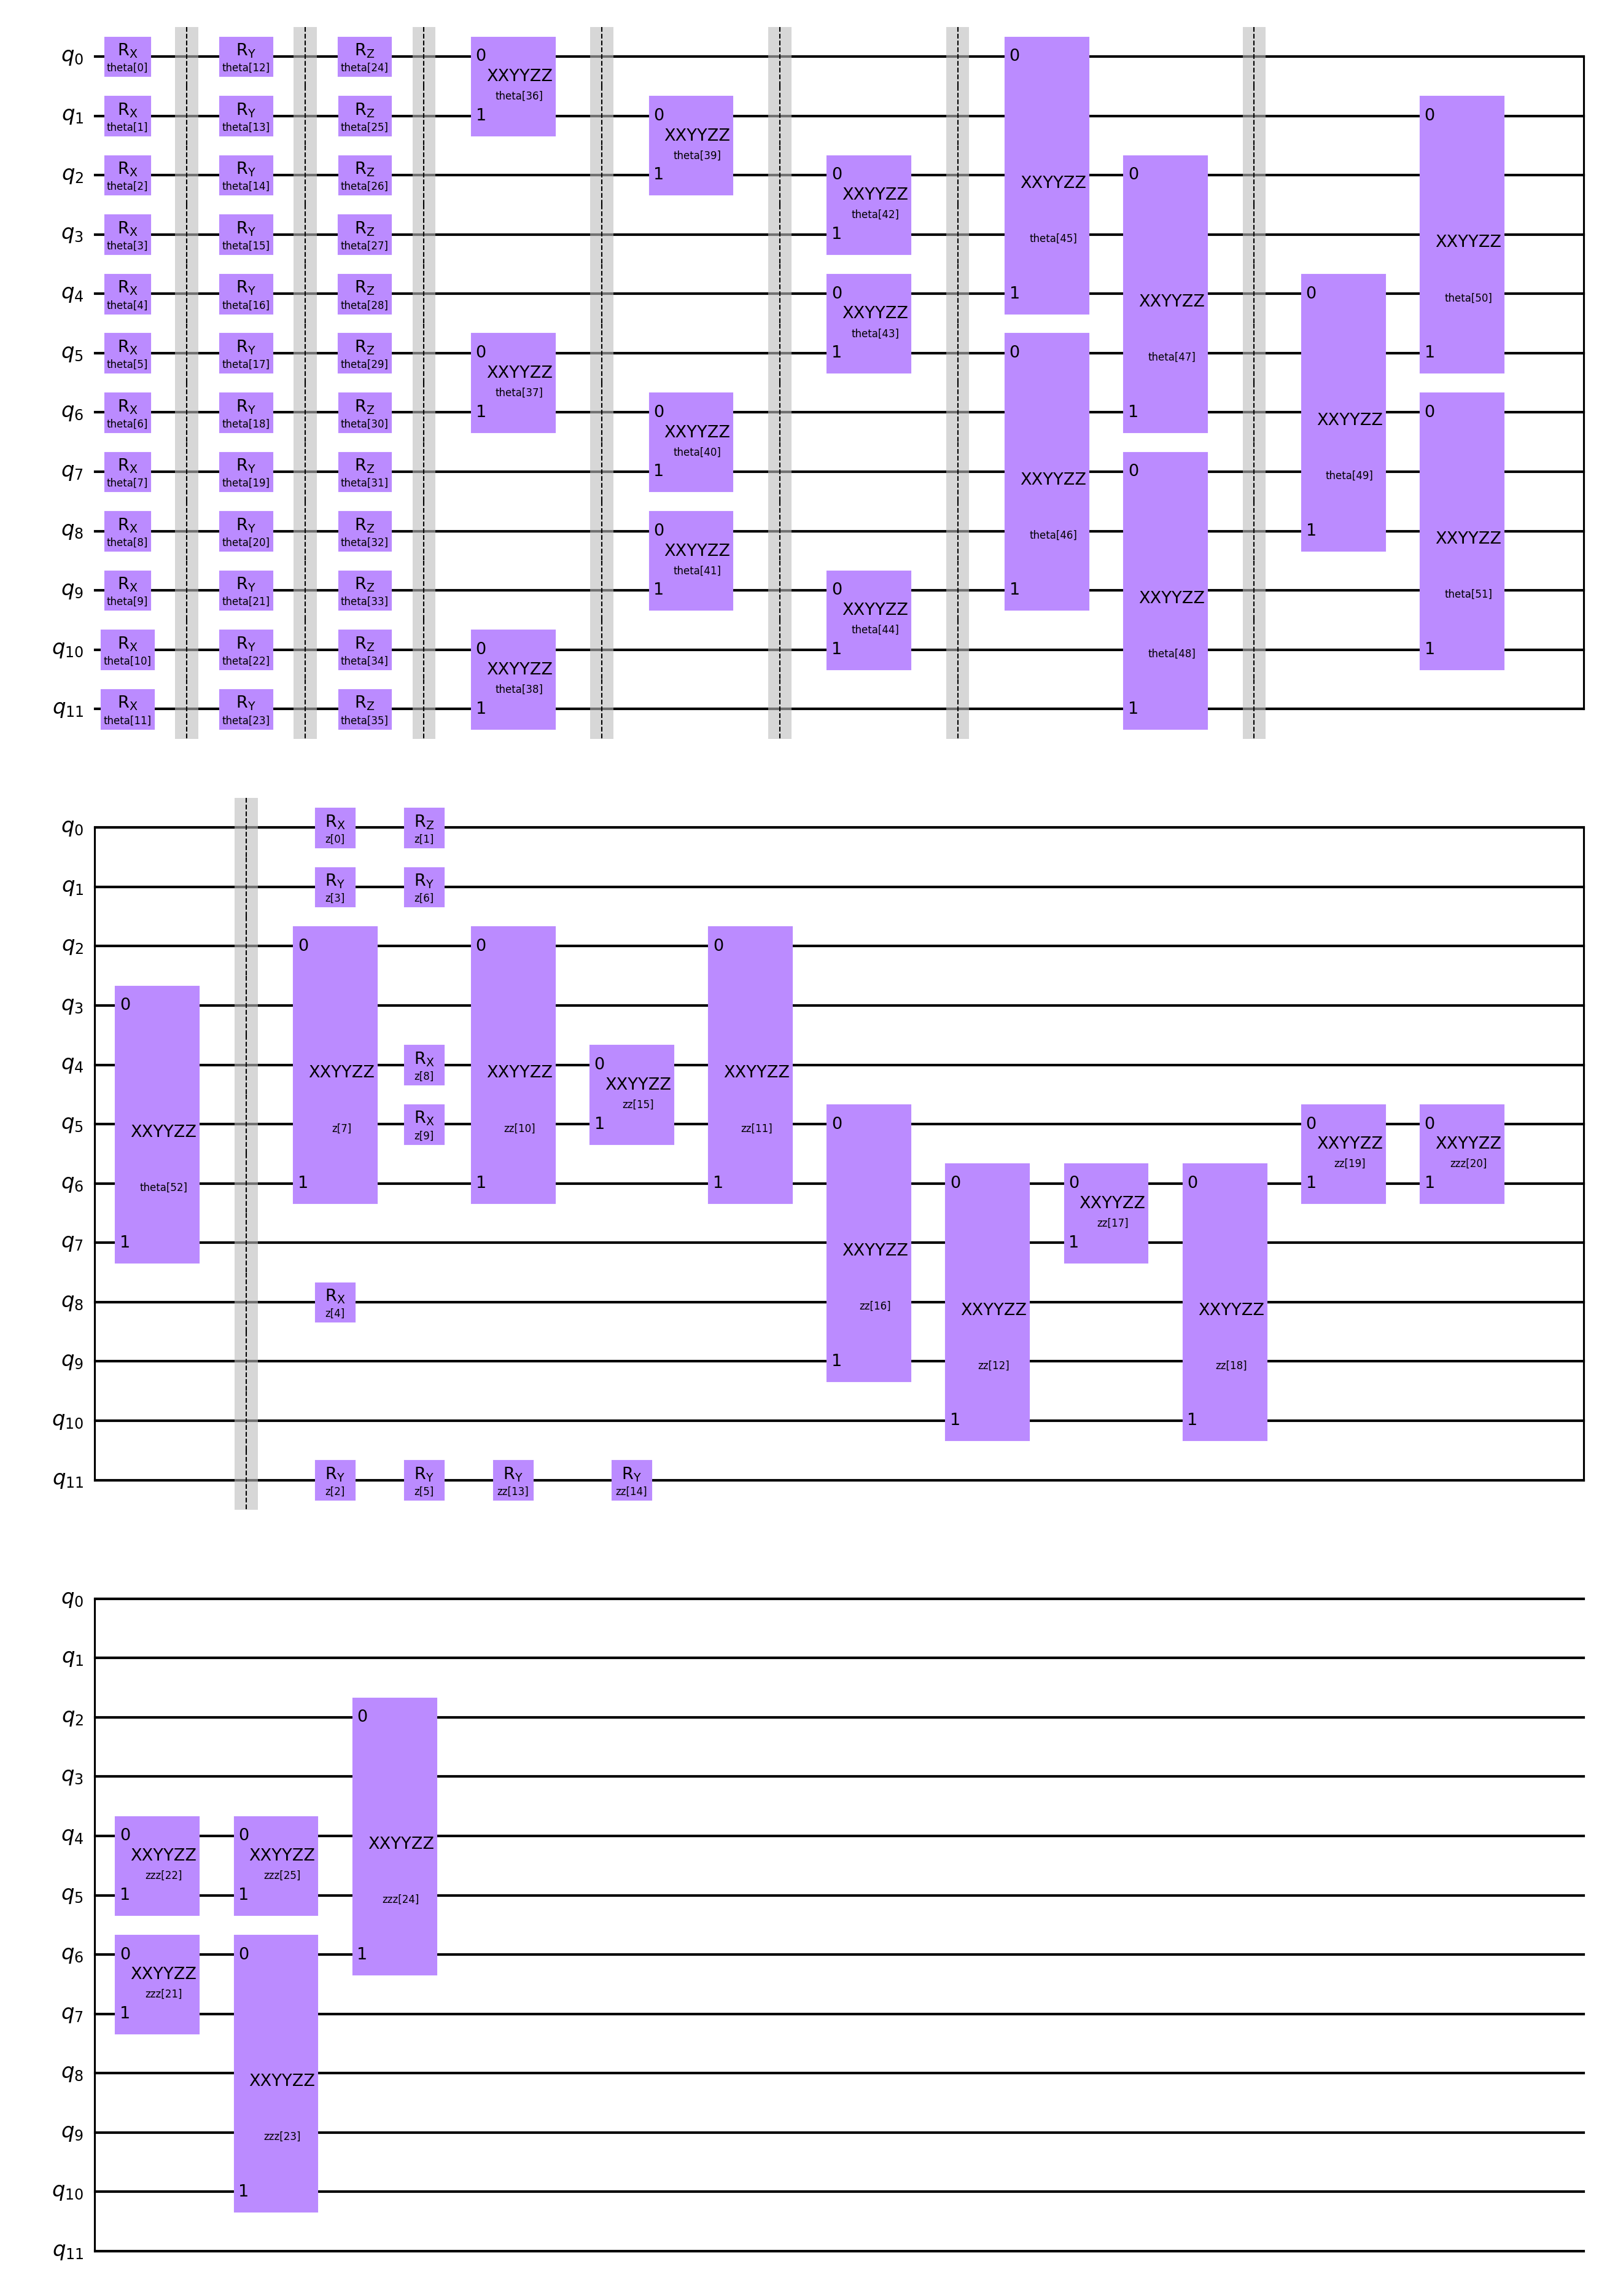 q0 RX RY RZ 0 0
theta[0] theta[12] theta[24] XXYYZZ
theta[36]
q1 RX RY RZ 1 0 0
theta[1] theta[13] theta[25] XXYYZZ
theta[39]
q2 RX RY RZ 1 0 0
theta[2] theta[14] theta[26] XXYYZZ XXYYZZ
theta[42]
q3 RX RY RZ 1
theta[3] theta[15] theta[27] theta[45] XXYYZZ
q4 RX RY RZ 0 1 0
theta[4] theta[16] theta[28] XXYYZZ XXYYZZ theta[50]
theta[43]
q5 RX RY RZ 0 1 0 1
theta[5] theta[17] theta[29] XXYYZZ theta[47]
theta[37]
q6 RX RY RZ 1 0 1 0
theta[6] theta[18] theta[30] XXYYZZ XXYYZZ
theta[40]
q7 RX RY RZ 1 0
theta[7] theta[19] theta[31] XXYYZZ theta[49]
q8 RX RY RZ 0 1
theta[8] theta[20] theta[32] XXYYZZ theta[46] XXYYZZ
theta[41]
q9 RX RY RZ 1 0 1
theta[9] theta[21] theta[33] XXYYZZ XXYYZZ theta[51]
theta[44]
q10 RX RY RZ 0 1 1
theta[10] theta[22] theta[34] XXYYZZ theta[48]
theta[38]
q11 RX RY RZ 1 1
theta[11] theta[23] theta[35]
q0 RX RZ
z[0] z[1]
q1 RY RY
z[3] z[6]
q2 0 0 0
q3 0
q4 RX 0
XXYYZZ z[8] XXYYZZ XXYYZZ XXYYZZ
zz[15]
q5 RX 1 0 0 0
XXYYZZ z[7] z[9] zz[10] zz[11] XXYYZZ XXYYZZ
zz[19] zzz[20]
q6 1 1 1 0 0 0 1 1
theta[52] XXYYZZ
zz[17]
q7 1 1
XXYYZZ
q8 RX
z[4] zz[16] XXYYZZ XXYYZZ
q9 1
zz[12] zz[18]
q10 1 1
q11 RY RY RY RY
z[2] z[5] zz[13] zz[14]
q0
q1
q2 0
q3
q4 0 0
XXYYZZ XXYYZZ XXYYZZ
zzz[22] zzz[25]
q5 1 1
zzz[24]
q6 0 0 1
XXYYZZ
zzz[21]
q7 1
q8
XXYYZZ
q9
zzz[23]
q10 1
q11